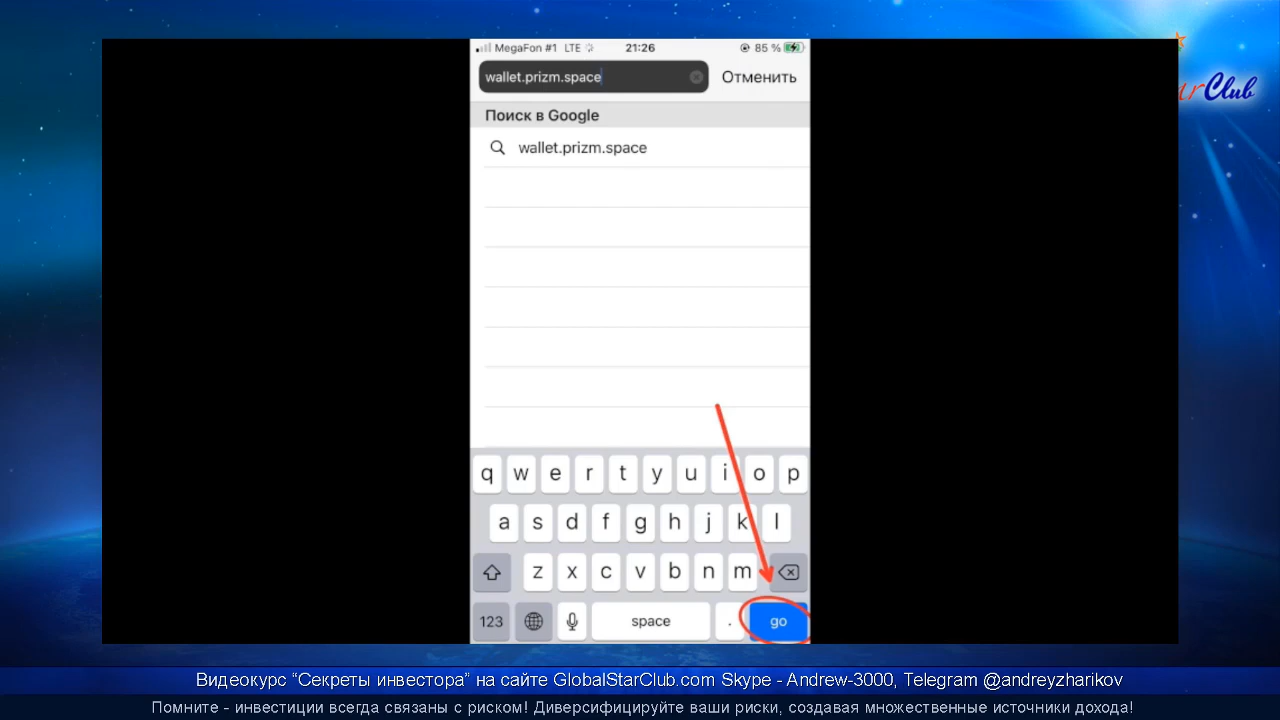 MegaFon #1 LTE 21:26 85 %
wallet.prizm.space Отменить
Club
Поиск в Google
wallet.prizm.space
q w e r t y u i o p
a s d f g h j k l
z x c v b n m
123 space . go
Видеокурс “Секреты инвестора” на сайте GlobalStarClub.com Skype - Andrew-3000, Telegram @andreyzharikov
Помните - инвестиции всегда связаны с риском! Диверсифицируйте ваши риски, создавая множественные источники дохода!